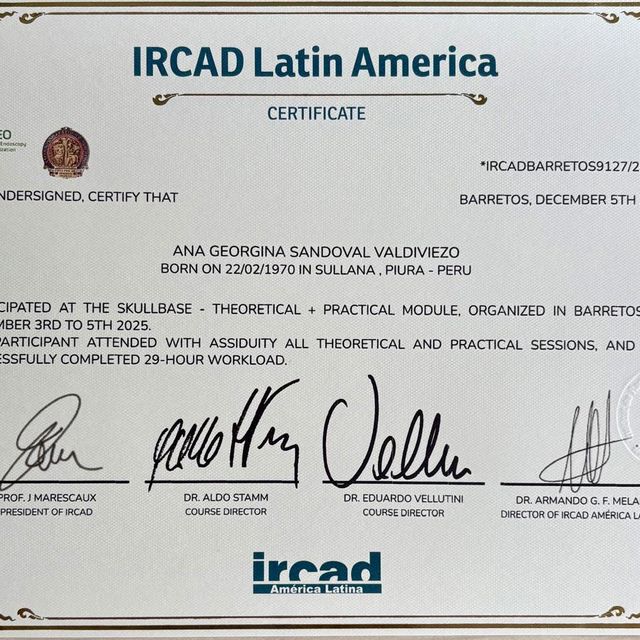 IRCAD Latin America
CERTIFICATE
EO
Endoscopy
ization
*IRCADBARRETOS9127/2
NDERSIGNED, CERTIFY THAT
BARRETOS, DECEMBER 5TH
ANA GEORGINA SANDOVAL VALDIVIEZO
BORN ON 22/02/1970 IN SULLANA , PIURA - PERU
CIPATED AT THE SKULLBASE - THEORETICAL + PRACTICAL MODULE, ORGANIZED IN BARRETOS
MBER 3RD TO 5TH 2025.
PARTICIPANT ATTENDED WITH ASSIDUITY ALL THEORETICAL AND PRACTICAL SESSIONS, AND
ESSFULLY COMPLETED 29-HOUR WORKLOAD.
PROF. J MARESCAUX
PRESIDENT OF IRCAD
DR. ALDO STAMM
COURSE DIRECTOR
DR. EDUARDO VELLUTINI
COURSE DIRECTOR
DR. ARMANDO G. F. MELA
DIRECTOR OF IRCAD AMÉRICA LA
ircad
América Latina